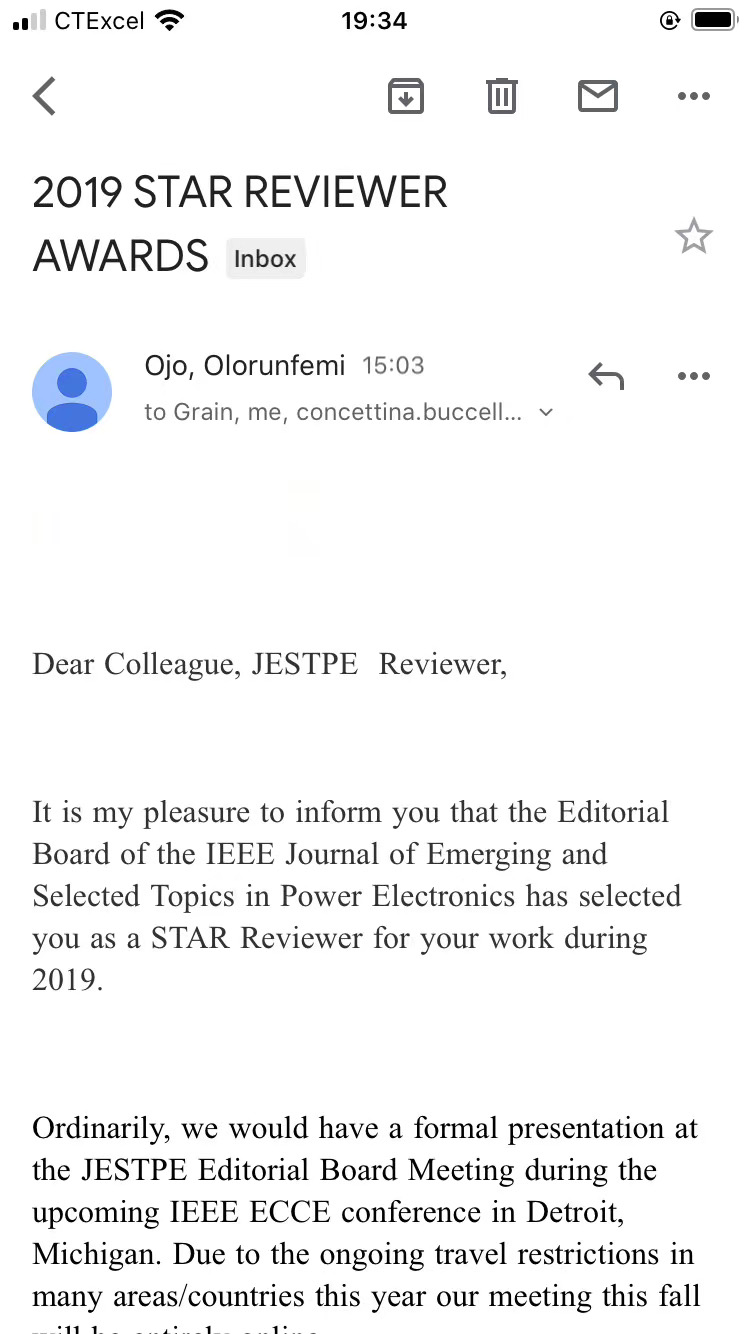 CTExcel 19:34
2019 STAR REVIEWER
AWARDS Inbox
Ojo, Olorunfemi 15:03
to Grain, me, concettina.buccell...
Dear Colleague, JESTPE Reviewer,
It is my pleasure to inform you that the Editorial
Board of the IEEE Journal of Emerging and
Selected Topics in Power Electronics has selected
you as a STAR Reviewer for your work during
2019.
Ordinarily, we would have a formal presentation at
the JESTPE Editorial Board Meeting during the
upcoming IEEE ECCE conference in Detroit,
Michigan. Due to the ongoing travel restrictions in
many areas/countries this year our meeting this fall
will be entirely online